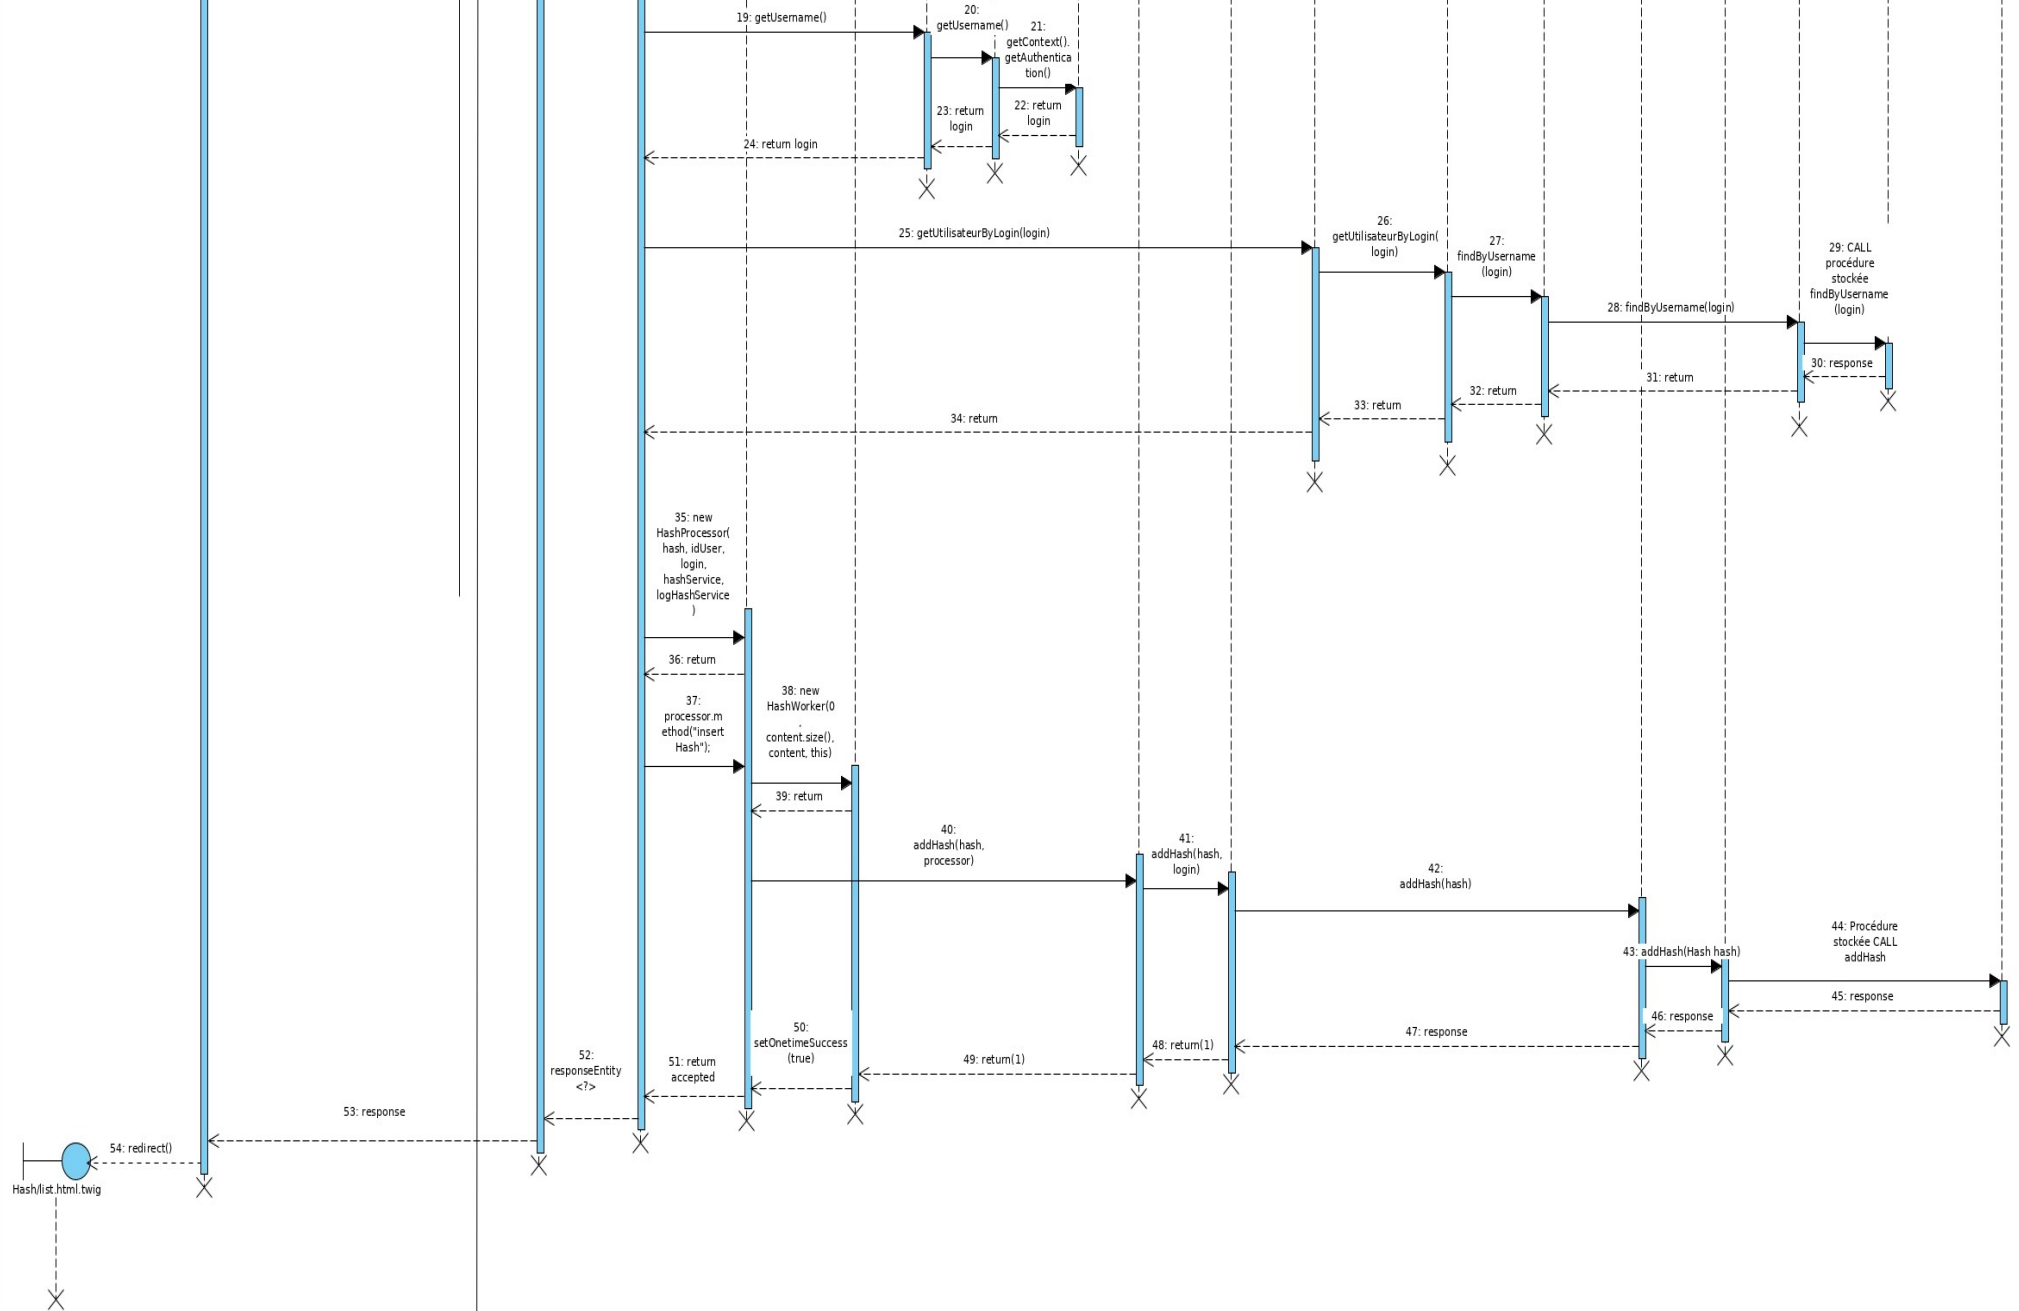 19: getUsername()
20:
getUsername()
21:
getContext().
getAuthentica
tion()
22: return
login
23: return
login
24: return login
25: getUtilisateurByLogin(login)
26:
getUtilisateurByLogin(
login)
27:
findByUsername
(login)
28: findByUsername(login)
29: CALL
procédure
stockée
findByUsername
(login)
30: response
31: return
32: return
33: return
34: return
35: new
HashProcessor(
hash, idUser,
login,
hashService,
logHashService
)
36: return
37:
processor.m
ethod("insert
Hash");
38: new
HashWorker(0
,
content.size(),
content, this)
39: return
40:
addHash(hash,
processor)
41:
addHash(hash,
login)
42:
addHash(hash)
43: addHash(Hash hash)
44: Procédure
stockée CALL
addHash
45: response
46: response
47: response
48: return(1)
49: return(1)
50:
setOnetimeSuccess
(true)
51: return
accepted
52:
responseEntity
<?>
53: response
54: redirect()
Hash/list.html.twig